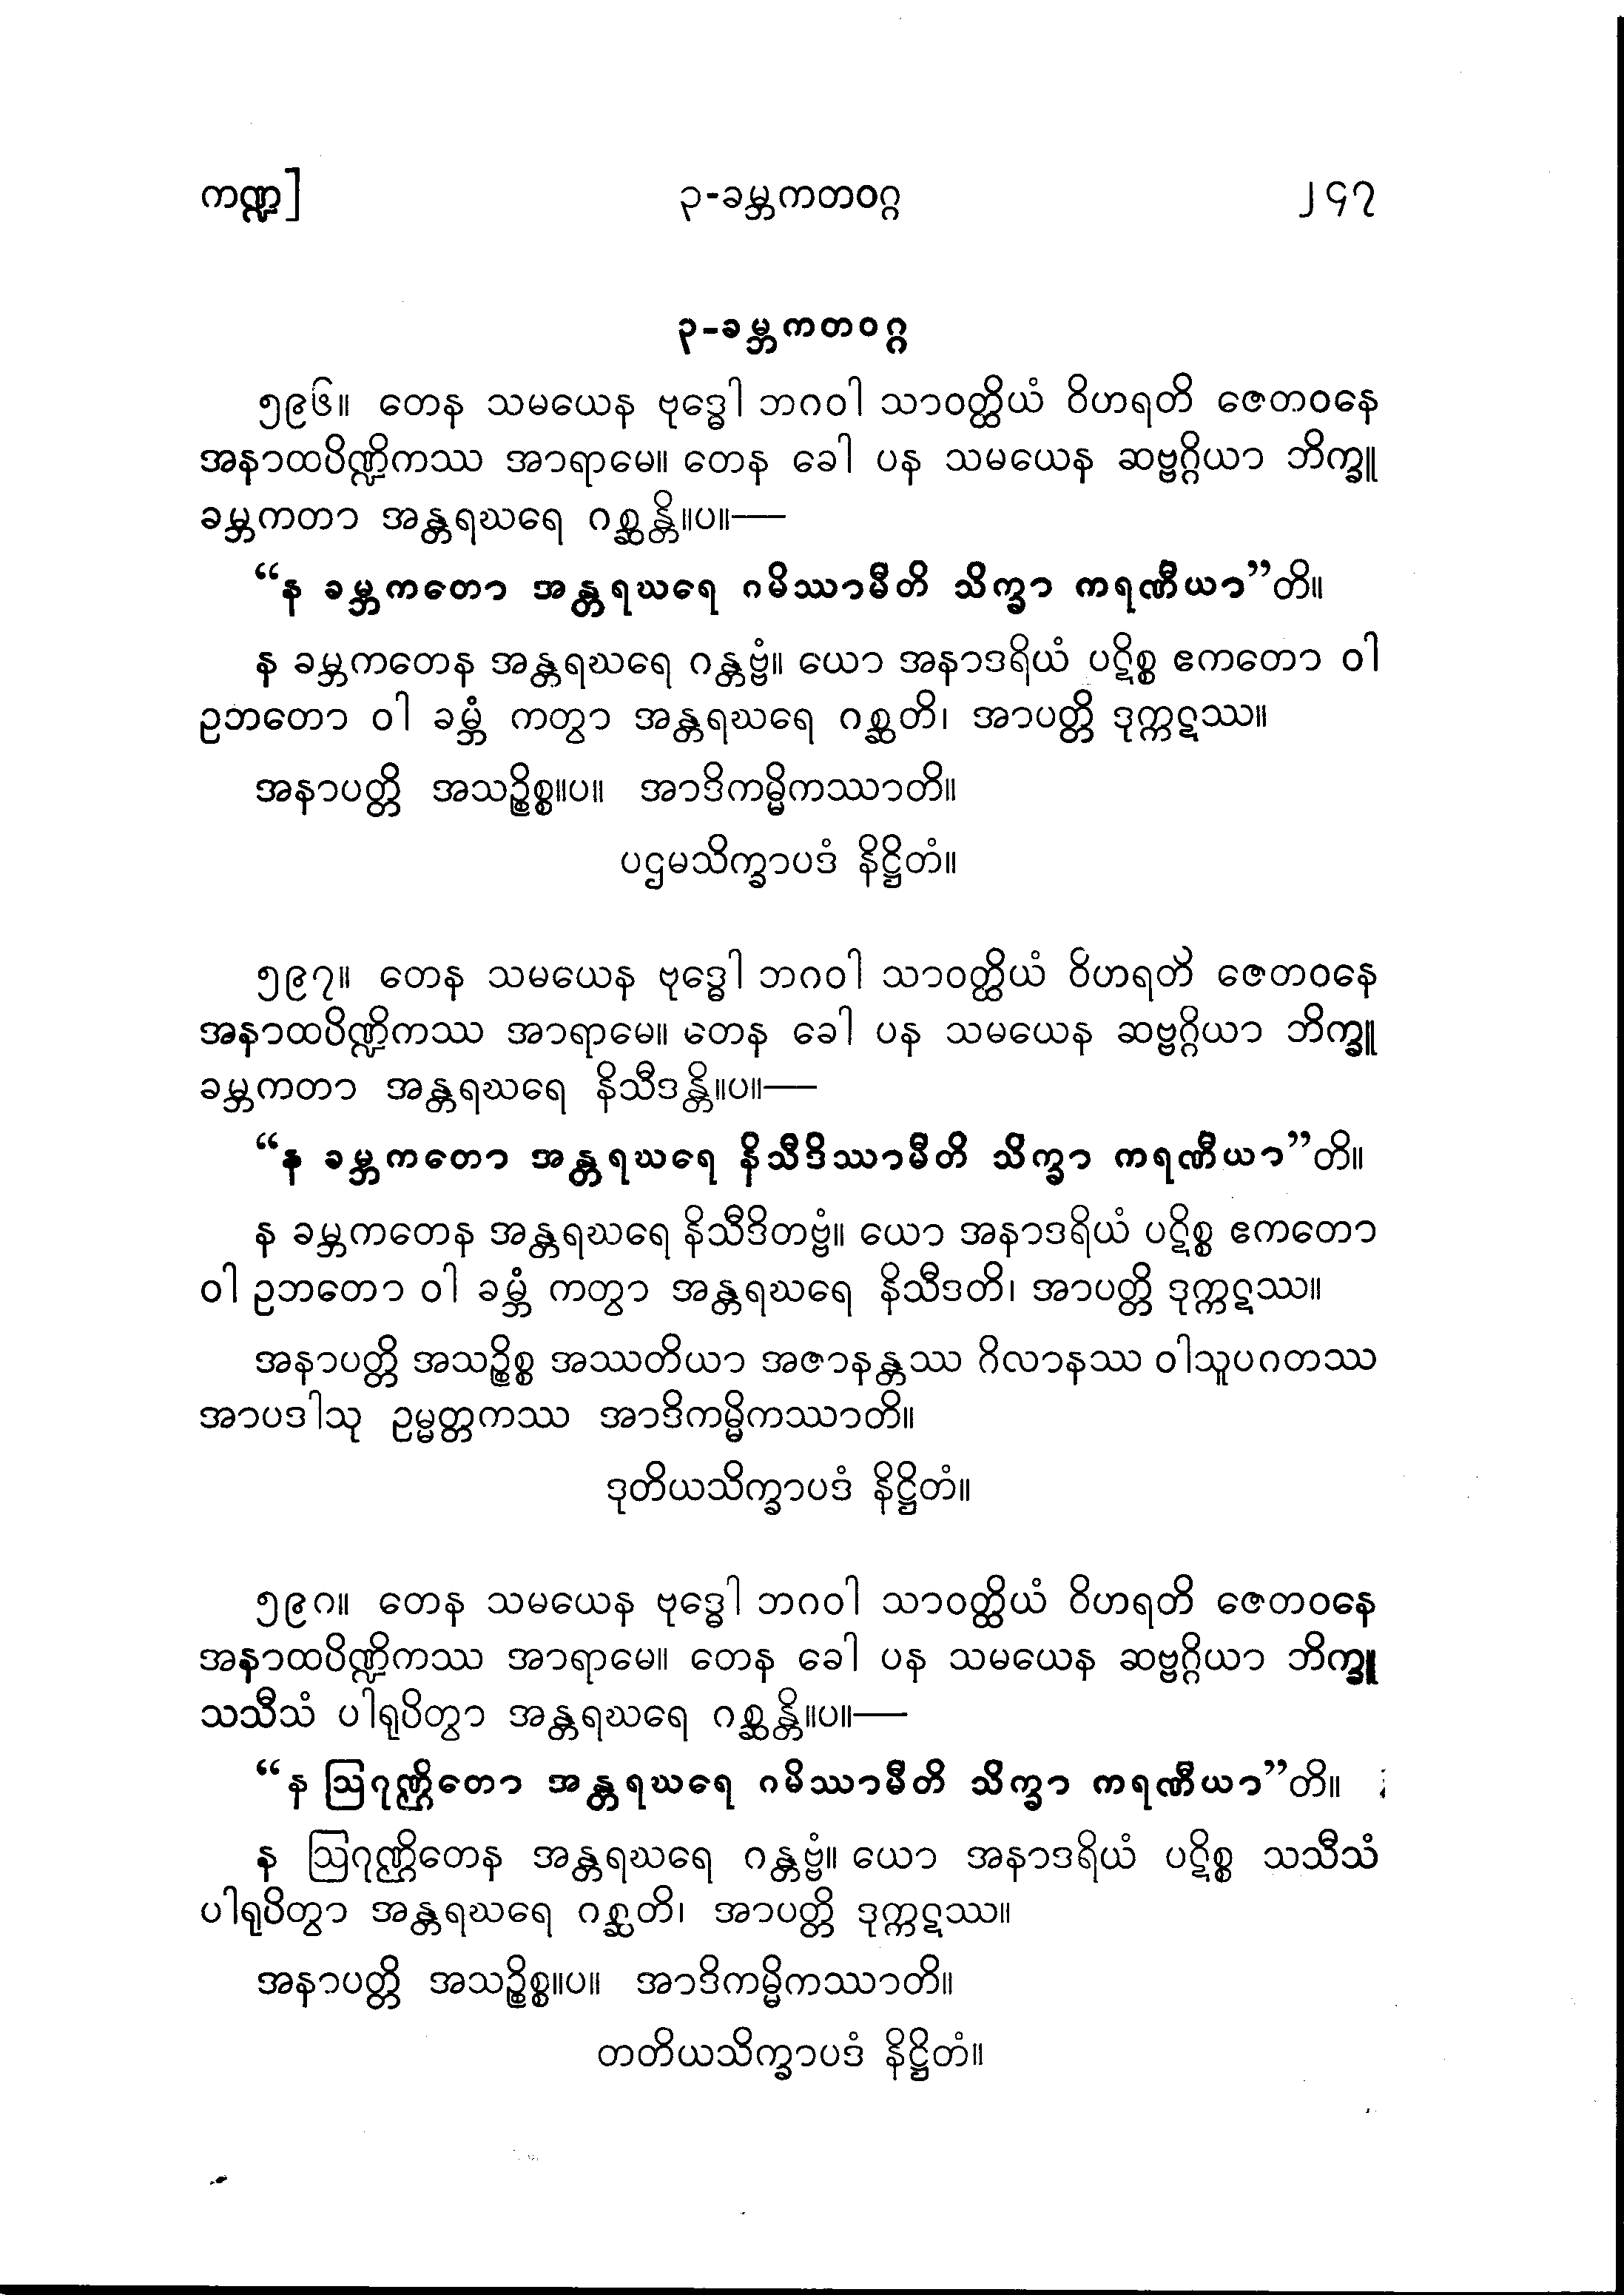 ကဏ္ဍ] ၃-ခမ္ဘကတဝဂ္ဂ ၂၄၇
၃-ခမ္ဘကတဝဂ္ဂ
၅၉၆။ တေန သမယေန ဗုဒ္ဓေါ ဘဂဝါ သာဝတ္ထိယံ ဝိဟရတိ ဇေတဝနေ
အနာထပိဏ္ဍိကဿ အာရာမေ။ တေန ခေါ ပန သမယေန ဆဗ္ဗဂ္ဂိယာ ဘိက္ခူ
ခမ္ဘကတာ အန္တရဃရေ ဂစ္ဆန္တိ။ပ။—
“န ခမ္ဘကတော အန္တရဃရေ ဂမိဿာမီတိ သိက္ခာ ကရဏီယာ”တိ။
န ခမ္ဘကတေန အန္တရဃရေ ဂန္တဗ္ဗံ။ ယော အနာဒရိယံ ပဋိစ္စ ဧကတော ဝါ
ဥဘတော ဝါ ခမ္ဘံ ကတွာ အန္တရဃရေ ဂစ္ဆတိ၊ အာပတ္တိ ဒုက္ကဋဿ။
အနာပတ္တိ အသဉ္စိစ္စ။ပ။ အာဒိကမ္မိကဿာတိ။
ပဌမသိက္ခာပဒံ နိဋ္ဌိတံ။
၅၉၇။ တေန သမယေန ဗုဒ္ဓေါ ဘဂဝါ သာဝတ္ထိယံ ဝိဟရတိ ဇေတဝနေ
အနာထပိဏ္ဍိကဿ အာရာမေ။ တေန ခေါ ပန သမယေန ဆဗ္ဗဂ္ဂိယာ ဘိက္ခူ
ခမ္ဘကတာ အန္တရဃရေ နိသီဒန္တိ။ပ။—
“န ခမ္ဘကတော အန္တရဃရေ နိသီဒိဿာမီတိ သိက္ခာ ကရဏီယာ”တိ။
န ခမ္ဘကတေန အန္တရဃရေ နိသီဒိတဗ္ဗံ။ ယော အနာဒရိယံ ပဋိစ္စ ဧကတော
ဝါ ဥဘတော ဝါ ခမ္ဘံ ကတွာ အန္တရဃရေ နိသီဒတိ၊ အာပတ္တိ ဒုက္ကဋဿ။
အနာပတ္တိ အသဉ္စိစ္စ အဿတိယာ အဇာနန္တဿ ဂိလာနဿ ဝါသူပဂတဿ
အာပဒါသု ဥမ္မတ္တကဿ အာဒိကမ္မိကဿာတိ။
ဒုတိယသိက္ခာပဒံ နိဋ္ဌိတံ။
၅၉၈။ တေန သမယေန ဗုဒ္ဓေါ ဘဂဝါ သာဝတ္ထိယံ ဝိဟရတိ ဇေတဝနေ
အနာထပိဏ္ဍိကဿ အာရာမေ။ တေန ခေါ ပန သမယေန ဆဗ္ဗဂ္ဂိယာ ဘိက္ခူ
သသီသံ ပါရုပိတွာ အန္တရဃရေ ဂစ္ဆန္တိ။ပ။—
“န ဩဂုဏ္ဌိတော အန္တရဃရေ ဂမိဿာမီတိ သိက္ခာ ကရဏီယာ”တိ။
န ဩဂုဏ္ဌိတေန အန္တရဃရေ ဂန္တဗ္ဗံ။ ယော အနာဒရိယံ ပဋိစ္စ သသီသံ
ပါရုပိတွာ အန္တရဃရေ ဂစ္ဆတိ၊ အာပတ္တိ ဒုက္ကဋဿ။
အနာပတ္တိ အသဉ္စိစ္စ။ပ။ အာဒိကမ္မိကဿာတိ။
တတိယသိက္ခာပဒံ နိဋ္ဌိတံ။